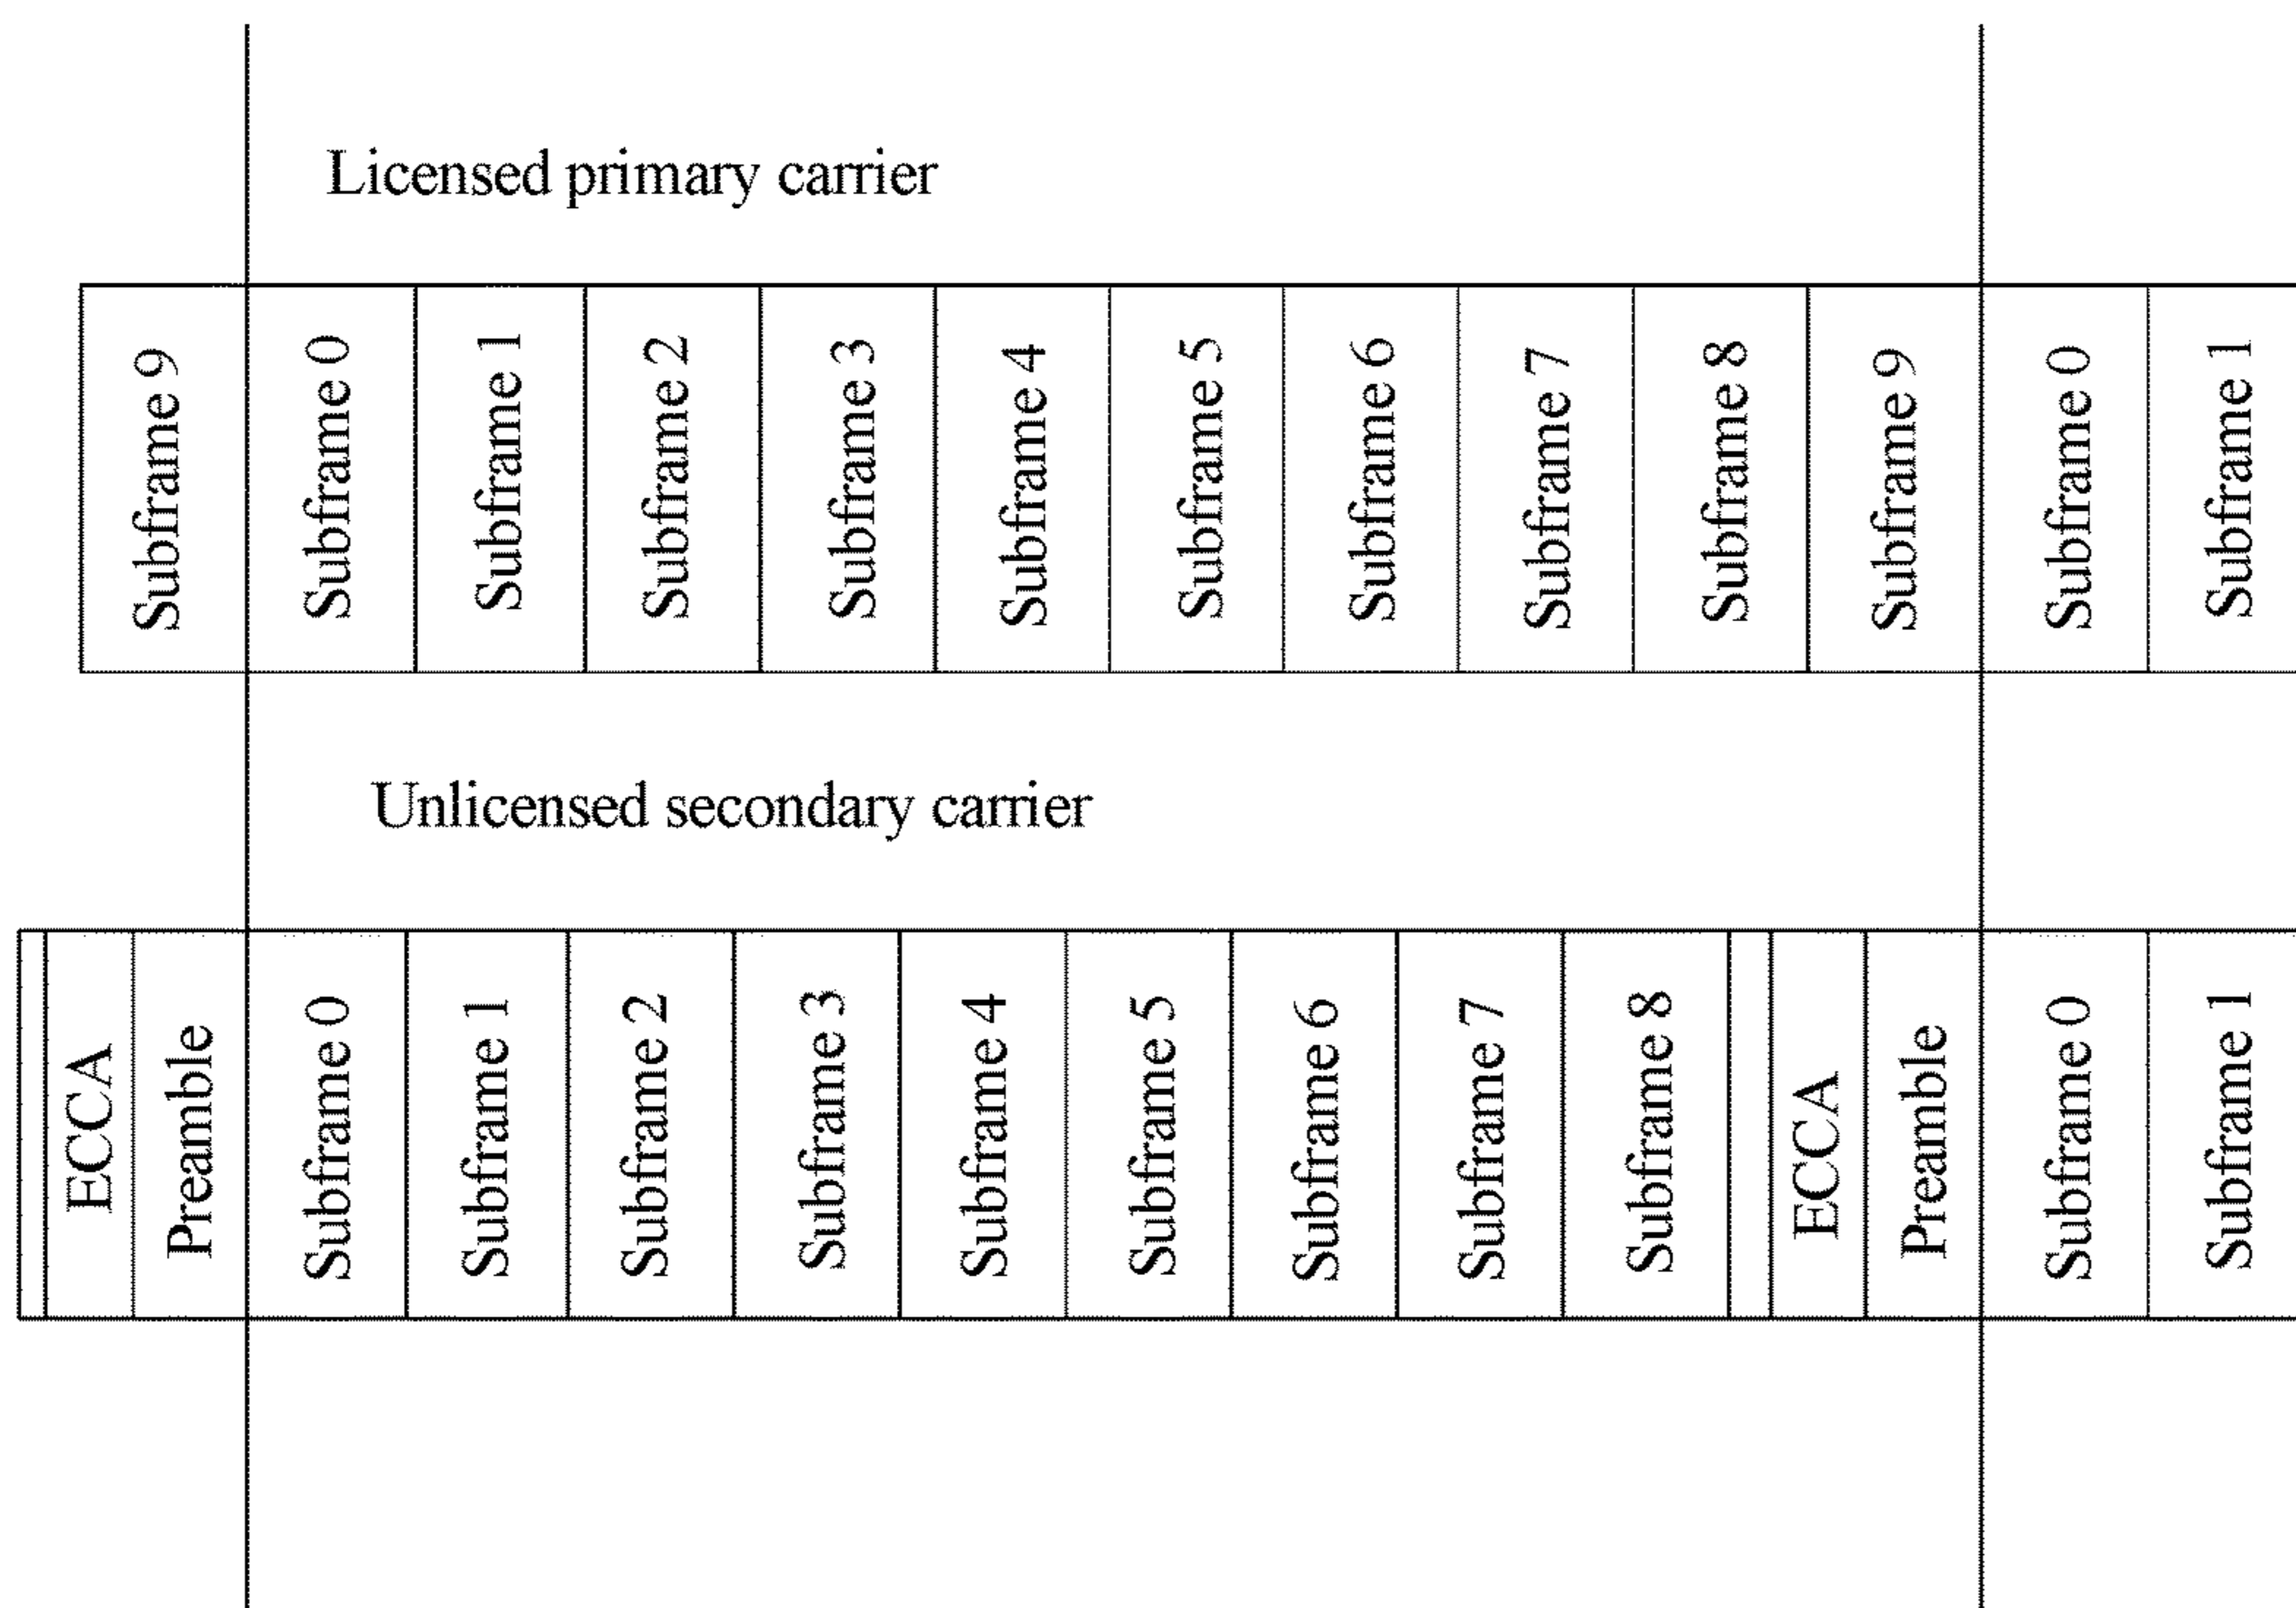 Licensed primary carrier
Subframe 9
Subframe 0
Subframe 1
Subframe 2
Subframe 3
Subframe 4
Subframe 5
Subframe 6
Subframe 7
Subframe 8
Subframe 9
Subframe 0
Subframe 1
Unlicensed secondary carrier
ECCA
Preamble
Subframe 0
Subframe 1
Subframe 2
Subframe 3
Subframe 4
Subframe 5
Subframe 6
Subframe 7
Subframe 8
ECCA
Preamble
Subframe 0
Subframe 1